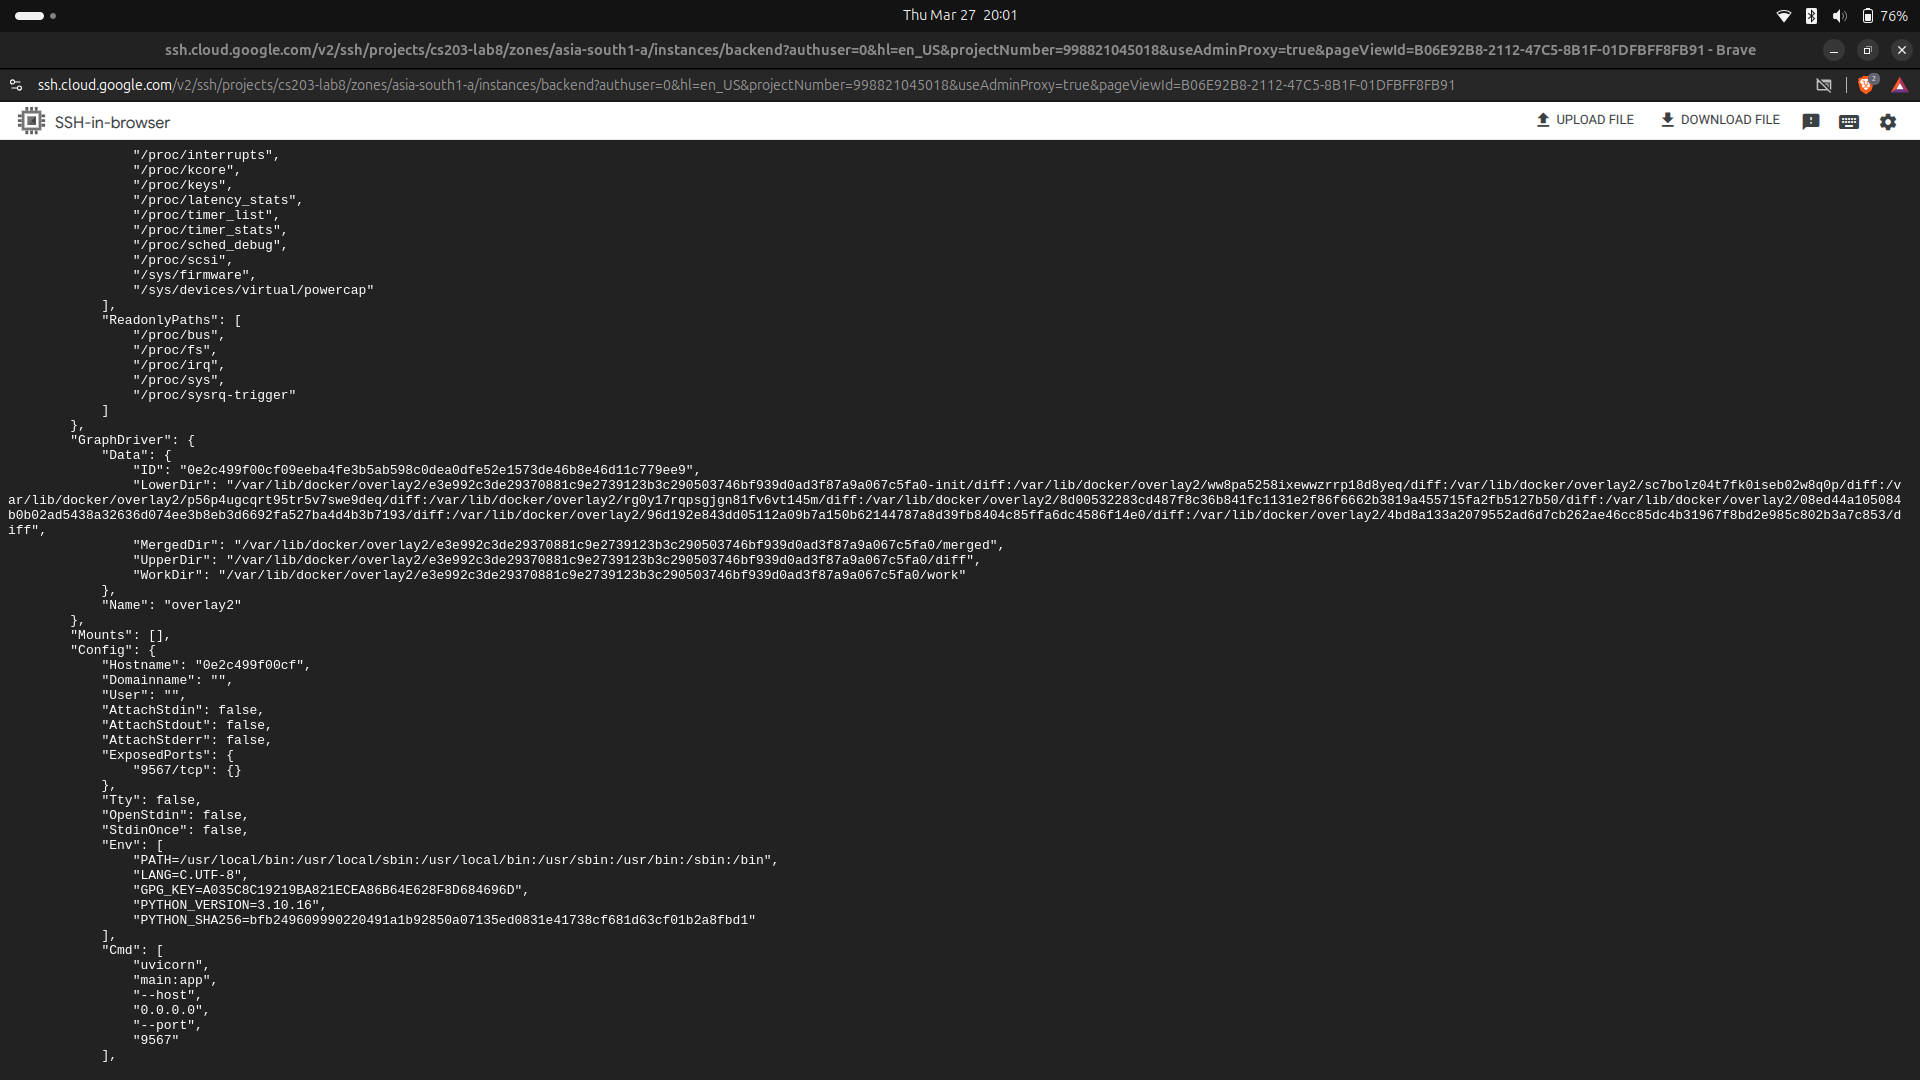 Thu Mar 27 20:01
76%
ssh.cloud.google.com/v2/ssh/projects/cs203-lab8/zones/asia-south1-a/instances/backend?authuser=0&hl=en_US&projectNumber=998821045018&useAdminProxy=true&pageViewId=B06E92B8-2112-47C5-8B1F-01DFBFF8FB91 - Brave
ssh.cloud.google.com/v2/ssh/projects/cs203-lab8/zones/asia-south1-a/instances/backend?authuser=0&hl=en_US&projectNumber=998821045018&useAdminProxy=true&pageViewId=B06E92B8-2112-47C5-8B1F-01DFBFF8FB91
2
SSH-in-browser
UPLOAD FILE
DOWNLOAD FILE
"/proc/interrupts",
"/proc/kcore",
"/proc/keys",
"/proc/latency_stats",
"/proc/timer_list",
"/proc/timer_stats",
"/proc/sched_debug",
"/proc/scsi",
"/sys/firmware",
"/sys/devices/virtual/powercap"
],
"ReadonlyPaths": [
"/proc/bus",
"/proc/fs",
"/proc/irq",
"/proc/sys",
"/proc/sysrq-trigger"
]
},
"GraphDriver": {
"Data": {
"ID": "0e2c499f00cf09eeba4fe3b5ab598c0dea0dfe52e1573de46b8e46d11c779ee9",
"LowerDir": "/var/lib/docker/overlay2/e3e992c3de29370881c9e2739123b3c290503746bf939d0ad3f87a9a067c5fa0-init/diff:/var/lib/docker/overlay2/ww8pa5258ixewwzrrp18d8yeq/diff:/var/lib/docker/overlay2/sc7bolz04t7fk0iseb02w8q0p/diff:/v
ar/lib/docker/overlay2/p56p4ugcqrt95tr5v7swe9deq/diff:/var/lib/docker/overlay2/rg0y17rqpsgjgn81fv6vt145m/diff:/var/lib/docker/overlay2/8d00532283cd487f8c36b841fc1131e2f86f6662b3819a455715fa2fb5127b50/diff:/var/lib/docker/overlay2/08ed44a105084
b0b02ad5438a32636d074ee3b8eb3d6692fa527ba4d4b3b7193/diff:/var/lib/docker/overlay2/96d192e843dd05112a09b7a150b62144787a8d39fb8404c85ffa6dc4586f14e0/diff:/var/lib/docker/overlay2/4bd8a133a2079552ad6d7cb262ae46cc85dc4b31967f8bd2e985c802b3a7c853/d
iff",
"MergedDir": "/var/lib/docker/overlay2/e3e992c3de29370881c9e2739123b3c290503746bf939d0ad3f87a9a067c5fa0/merged",
"UpperDir": "/var/lib/docker/overlay2/e3e992c3de29370881c9e2739123b3c290503746bf939d0ad3f87a9a067c5fa0/diff",
"WorkDir": "/var/lib/docker/overlay2/e3e992c3de29370881c9e2739123b3c290503746bf939d0ad3f87a9a067c5fa0/work"
},
"Name": "overlay2"
},
"Mounts": [],
"Config": {
"Hostname": "0e2c499f00cf",
"Domainname": "",
"User": "",
"AttachStdin": false,
"AttachStdout": false,
"AttachStderr": false,
"ExposedPorts": {
"9567/tcp": {}
},
"Tty": false,
"OpenStdin": false,
"StdinOnce": false,
"Env": [
"PATH=/usr/local/bin:/usr/local/sbin:/usr/local/bin:/usr/sbin:/usr/bin:/sbin:/bin",
"LANG=C.UTF-8",
"GPG_KEY=A035C8C19219BA821ECEA86B64E628F8D684696D",
"PYTHON_VERSION=3.10.16",
"PYTHON_SHA256=bfb249609990220491a1b92850a07135ed0831e41738cf681d63cf01b2a8fbd1"
],
"Cmd": [
"uvicorn",
"main:app",
"--host",
"0.0.0.0",
"--port",
"9567"
],